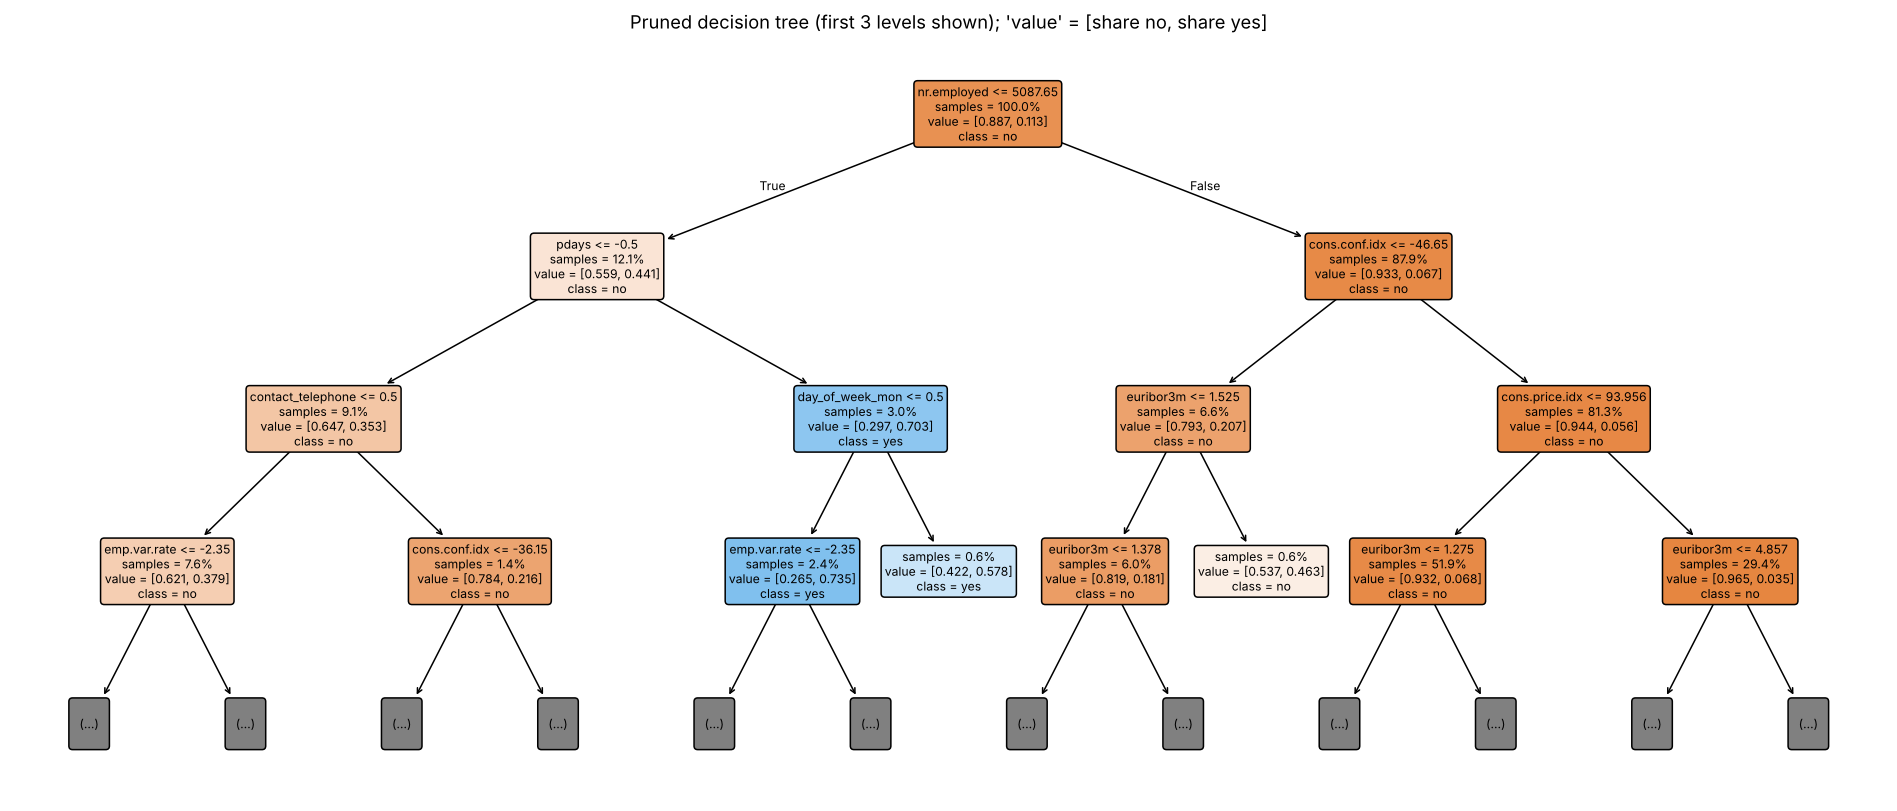 Pruned decision tree (first 3 levels shown); 'value' = [share no, share yes]
nr.employed <= 5087.65
samples = 100.0%
value = [0.887, 0.113]
class = no
True
False
pdays <= -0.5
samples = 12.1%
value = [0.559, 0.441]
class = no
cons.conf.idx <= -46.65
samples = 87.9%
value = [0.933, 0.067]
class = no
contact_telephone <= 0.5
samples = 9.1%
value = [0.647, 0.353]
class = no
day_of_week_mon <= 0.5
samples = 3.0%
value = [0.297, 0.703]
class = yes
euribor3m <= 1.525
samples = 6.6%
value = [0.793, 0.207]
class = no
cons.price.idx <= 93.956
samples = 81.3%
value = [0.944, 0.056]
class = no
emp.var.rate <= -2.35
samples = 7.6%
value = [0.621, 0.379]
class = no
cons.conf.idx <= -36.15
samples = 1.4%
value = [0.784, 0.216]
class = no
emp.var.rate <= -2.35
samples = 2.4%
value = [0.265, 0.735]
class = yes
samples = 0.6%
value = [0.422, 0.578]
class = yes
euribor3m <= 1.378
samples = 6.0%
value = [0.819, 0.181]
class = no
samples = 0.6%
value = [0.537, 0.463]
class = no
euribor3m <= 1.275
samples = 51.9%
value = [0.932, 0.068]
class = no
euribor3m <= 4.857
samples = 29.4%
value = [0.965, 0.035]
class = no
(...)
(...)
(...)
(...)
(...)
(...)
(...)
(...)
(...)
(...)
(...)
(...)